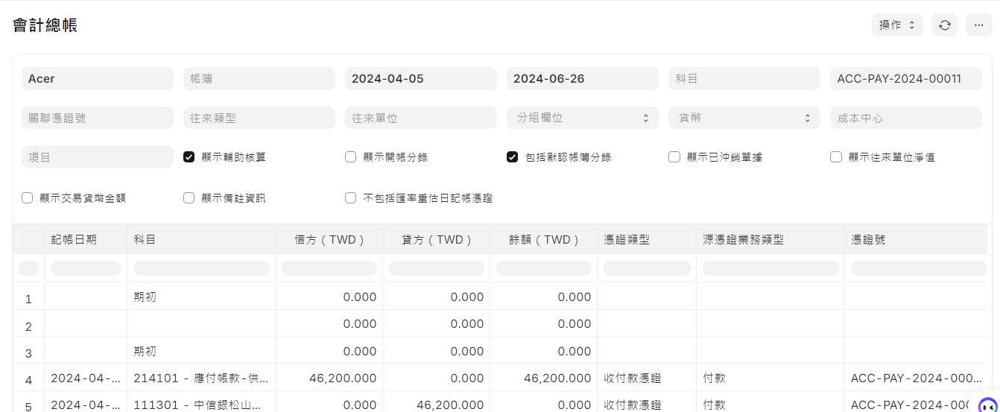 會計總帳
操作
...
Acer 帳簿 2024-04-05 2024-06-26 科目 ACC-PAY-2024-00011
關聯憑證號 往來類型 往來單位 分組欄位 貨幣 成本中心
項目 顯示輔助核算 顯示開帳分錄 包括默認帳簿分錄 顯示已沖銷單據 顯示往來單位淨值
顯示交易貨幣金額 顯示備註資訊 不包括匯率重估日記帳憑證
記帳日期 科目 借方（TWD） 貸方（TWD） 餘額（TWD） 憑證類型 源憑證業務類型 憑證號
1 期初 0.000 0.000 0.000
2 0.000 0.000 0.000
3 期初 0.000 0.000 0.000
4 2024-04-... 214101 - 應付帳款-供... 46,200.000 0.000 46,200.000 收付款憑證 付款 ACC-PAY-2024-000...
5 2024-04-... 111301 - 中信銀松山... 0.000 46,200.000 0.000 收付款憑證 付款 ACC-PAY-2024-00